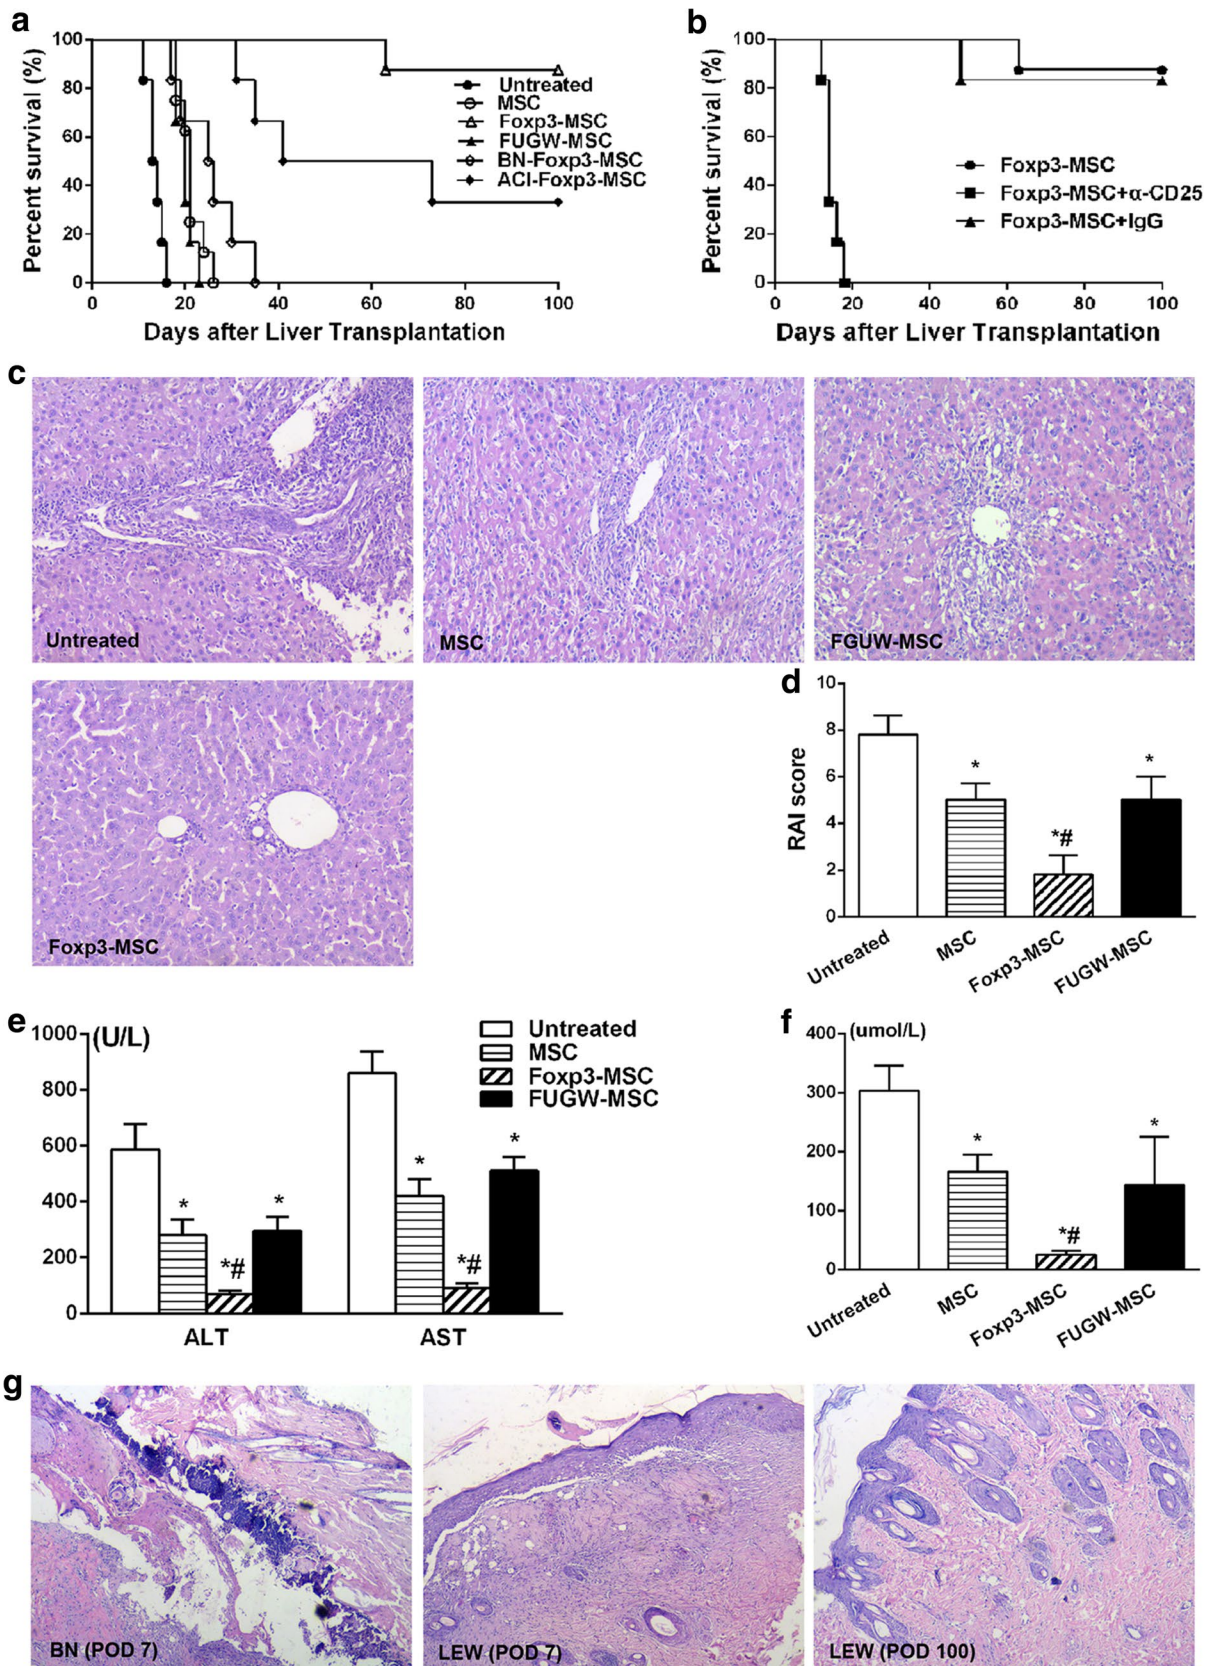 a
100
80
60
40
20
0
Percent survival (%)
0 20 40 60 80 100
Days after Liver Transplantation
Untreated
MSC
Foxp3-MSC
FUGW-MSC
BN-Foxp3-MSC
ACI-Foxp3-MSC
b
100
80
60
40
20
0
Percent survival (%)
0 20 40 60 80 100
Days after Liver Transplantation
Foxp3-MSC
Foxp3-MSC+α-CD25
Foxp3-MSC+IgG
c
Untreated
MSC
FGUW-MSC
Foxp3-MSC
d
10
8
6
4
2
0
RAI score
*
*#
*
Untreated
MSC
Foxp3-MSC
FUGW-MSC
e
(U/L)
1000
800
600
400
200
0
*
*#
*
*
*#
*
ALT AST
Untreated
MSC
Foxp3-MSC
FUGW-MSC
f
(umol/L)
400
300
200
100
0
*
*#
*
Untreated
MSC
Foxp3-MSC
FUGW-MSC
g
BN (POD 7)
LEW (POD 7)
LEW (POD 100)